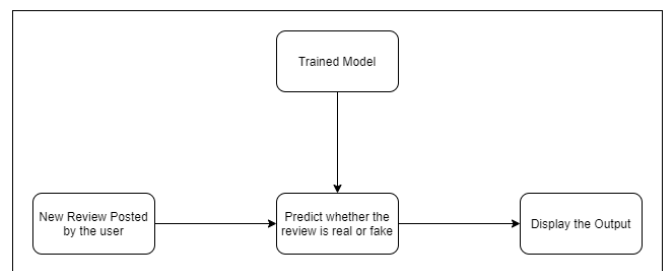 Trained Model
New Review Posted
by the user
Predict whether the
review is real or fake
Display the Output